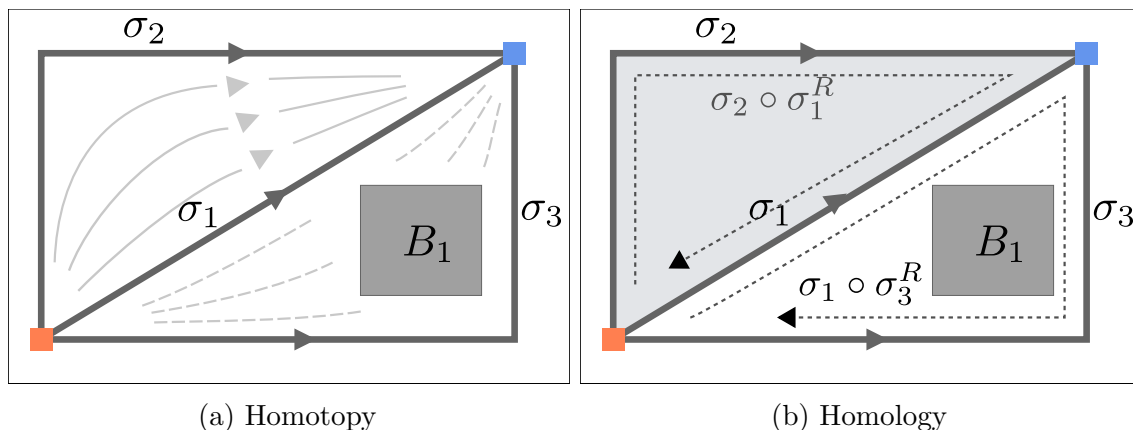 σ₂
σ₁
σ₃
B₁
(a) Homotopy
σ₂
σ₂ ∘ σ₁ᴿ
σ₁
σ₃
B₁
σ₁ ∘ σ₃ᴿ
(b) Homology